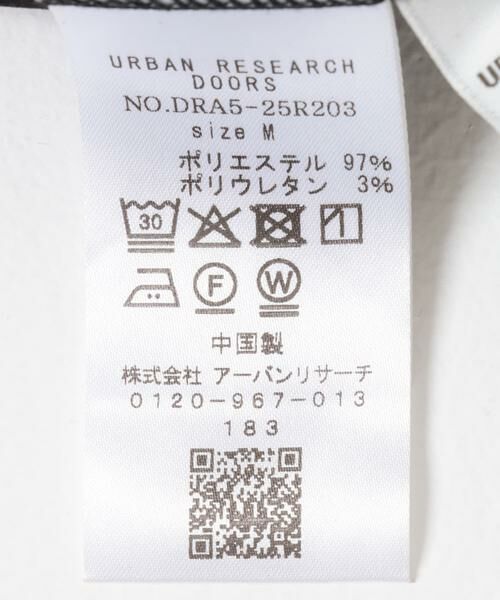 URBAN RESEARCH
DOORS
NO.DRA5-25R203
size M
ポリエステル 97%
ポリウレタン 3%
30
F W
中国製
株式会社 アーバンリサーチ
0120-967-013
183